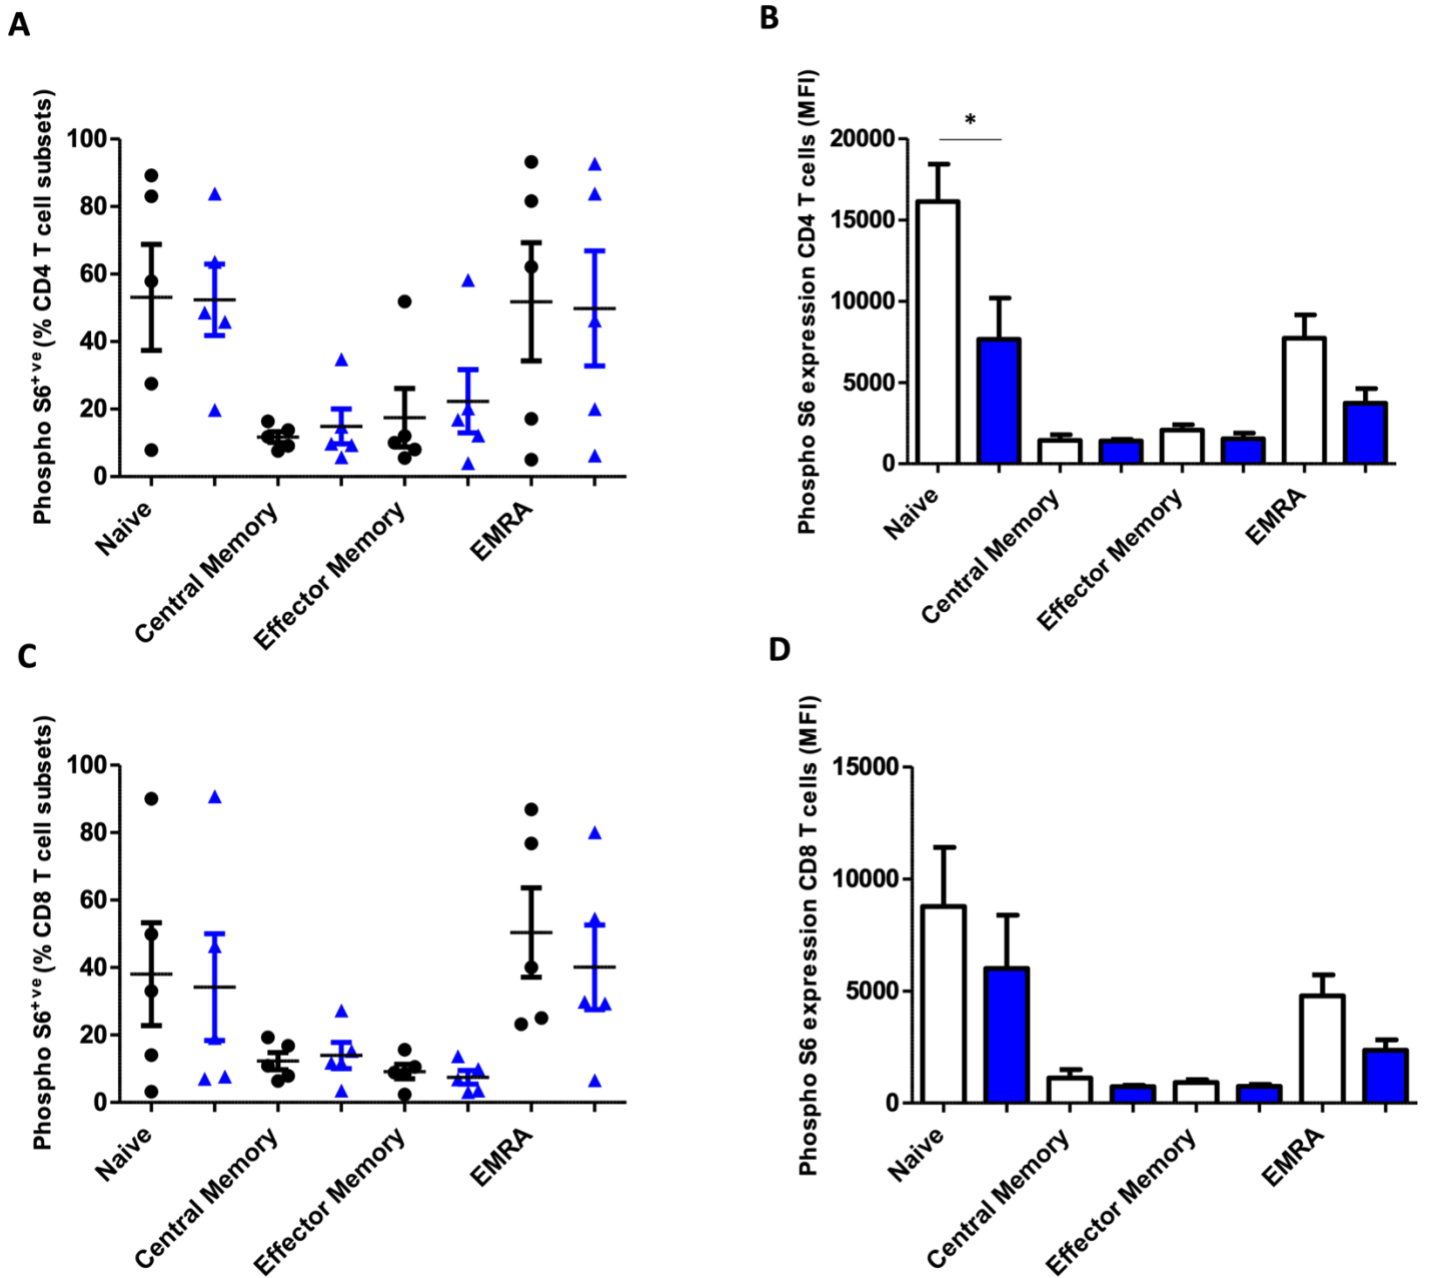 A
Phospho S6⁺ᵛᵉ (% CD4 T cell subsets)
100
80
60
40
20
0
Naive
Central Memory
Effector Memory
EMRA
B
Phospho S6 expression CD4 T cells (MFI)
*
20000
15000
10000
5000
0
Naive
Central Memory
Effector Memory
EMRA
C
Phospho S6⁺ᵛᵉ (% CD8 T cell subsets)
100
80
60
40
20
0
Naive
Central Memory
Effector Memory
EMRA
D
Phospho S6 expression CD8 T cells (MFI)
15000
10000
5000
0
Naive
Central Memory
Effector Memory
EMRA